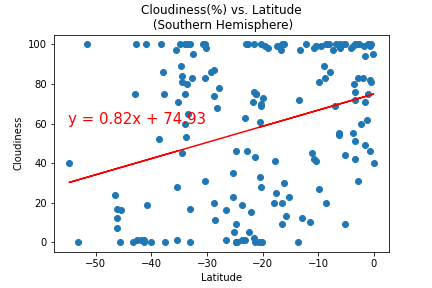 Cloudiness(%) vs. Latitude
(Southern Hemisphere)
100
80
60
40
20
0
Cloudiness
y = 0.82x + 74.93
−50
−40
−30
−20
−10
0
Latitude